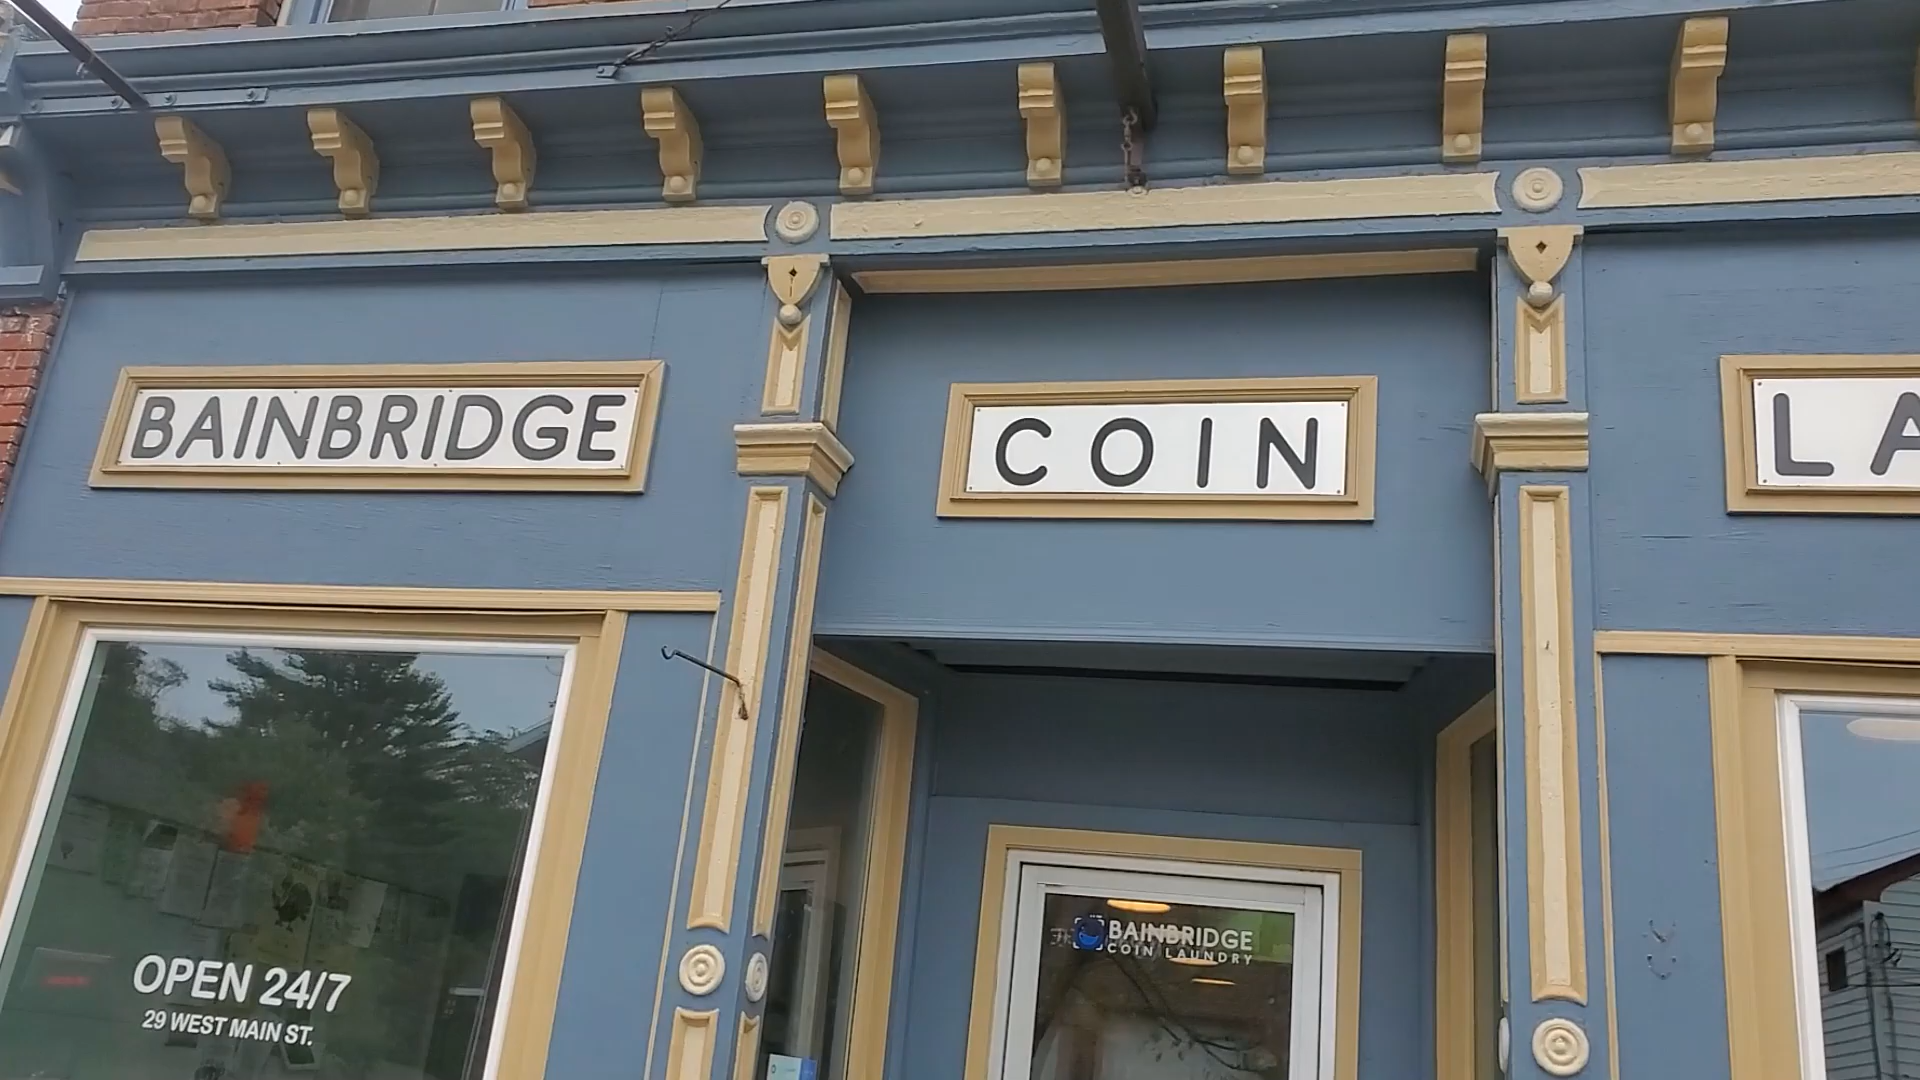 BAINBRIDGE
COIN
LA
OPEN 24/7
29 WEST MAIN ST.
BAINBRIDGE
COIN LAUNDRY